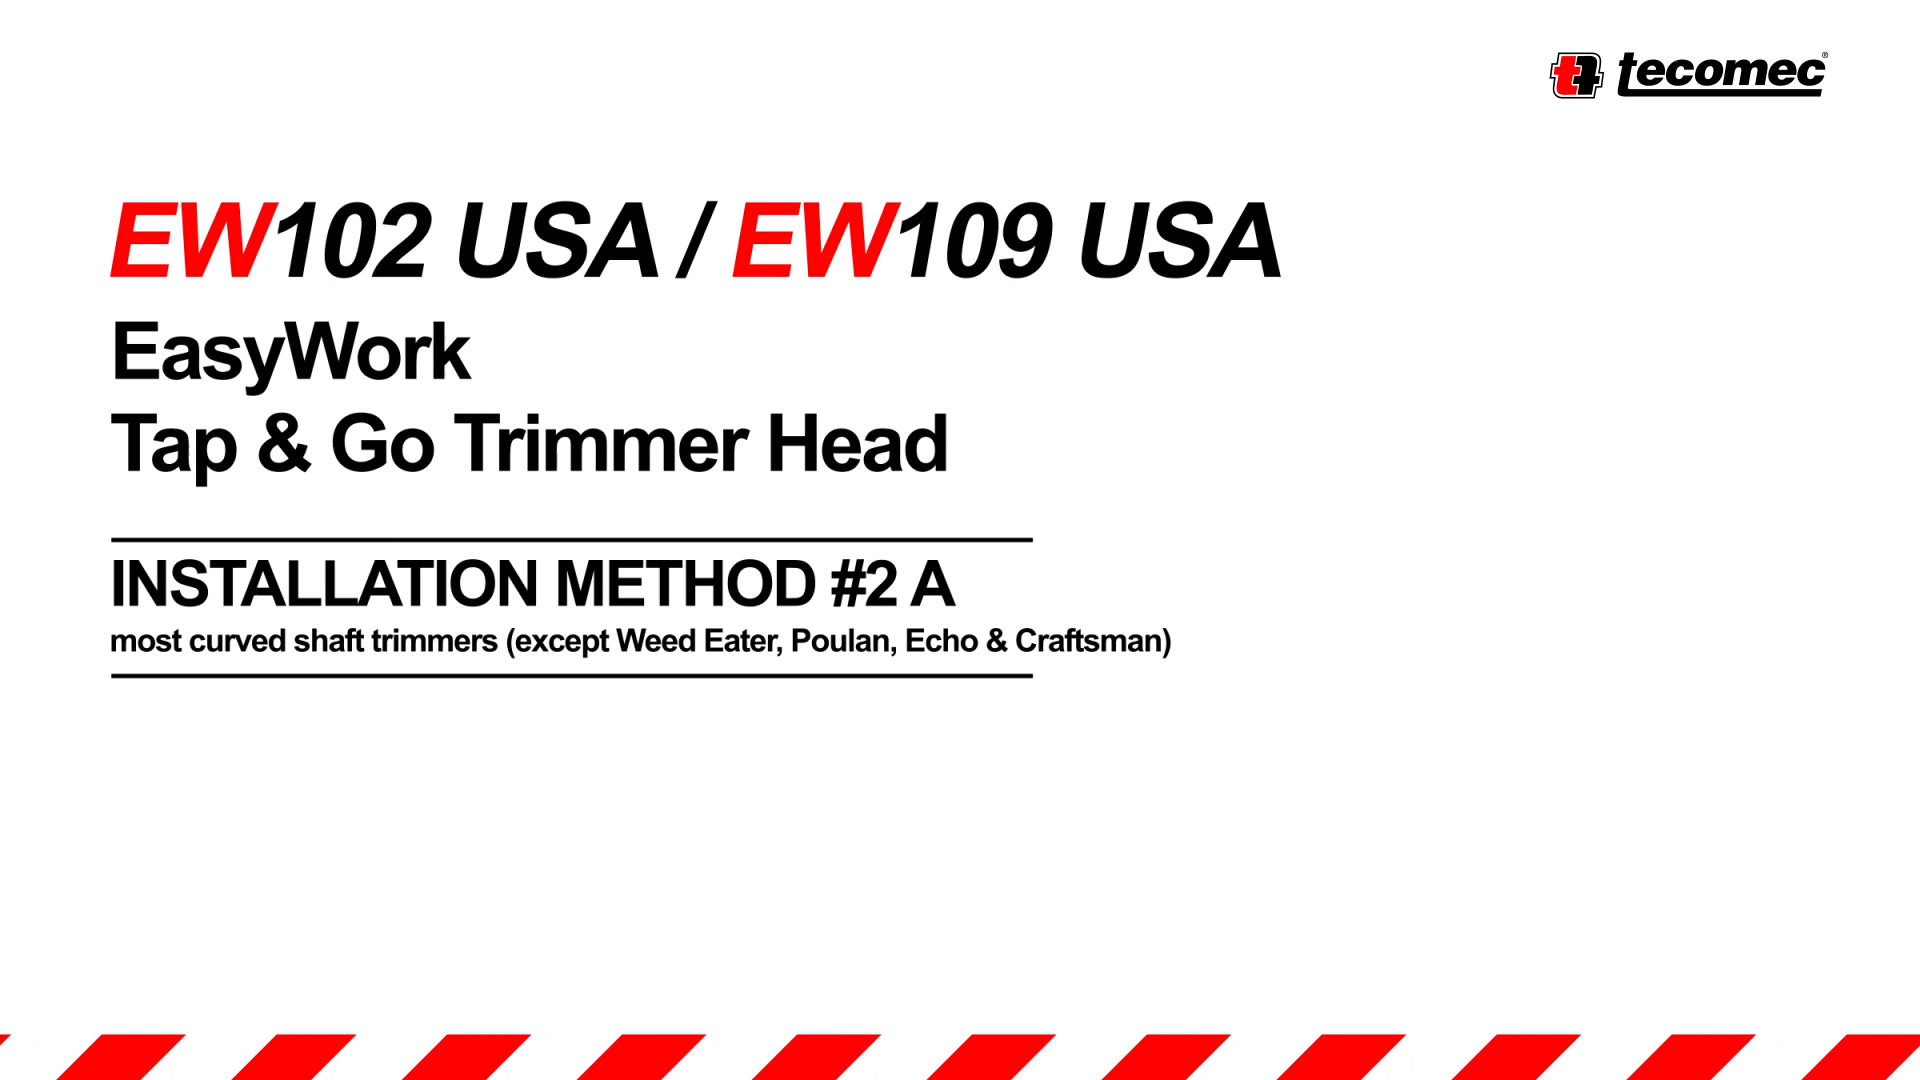 tecomec®
EW102 USA / EW109 USA
EasyWork
Tap & Go Trimmer Head
INSTALLATION METHOD #2 A
most curved shaft trimmers (except Weed Eater, Poulan, Echo & Craftsman)